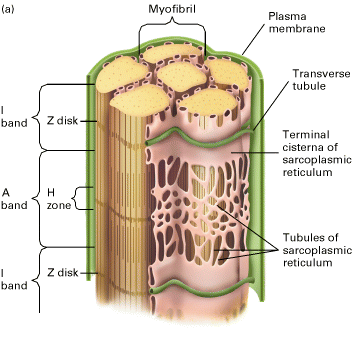 (a)
Myofibril
Plasma
membrane
Transverse
tubule
I
band
Z disk
Terminal
cisterna of
sarcoplasmic
reticulum
A
band
H
zone
Tubules of
sarcoplasmic
reticulum
I
band
Z disk